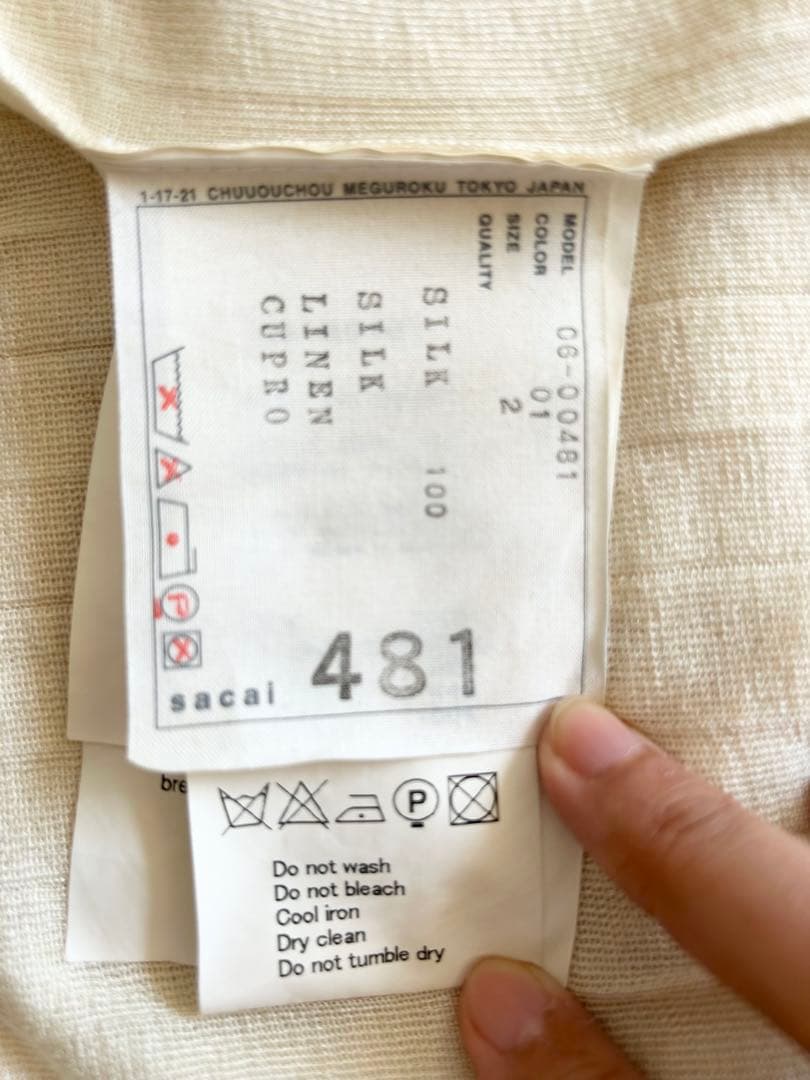 1-17-21 CHUUOUCHOU MEGUROKU TOKYO JAPAN
MODEL 06-00481
COLOR 01
SIZE 2
QUALITY
SILK 100
SILK
LINEN
CUPRO
P
481
sacai
bre
P
Do not wash
Do not bleach
Cool iron
Dry clean
Do not tumble dry